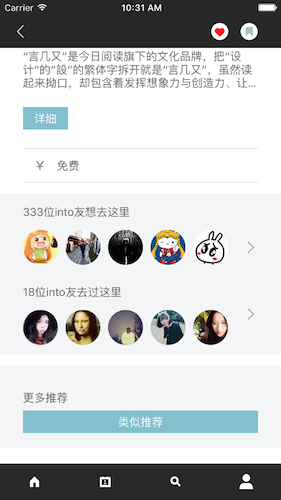 Carrier 10:31 AM
“言几又”是今日阅读旗下的文化品牌，把“设
计”的“設”的繁体字拆开就是“言几又”，虽然读
起来拗口，却包含着发挥想象力与创造力、让...
详细
¥ 免费
333位into友想去这里
18位into友去过这里
更多推荐
类似推荐